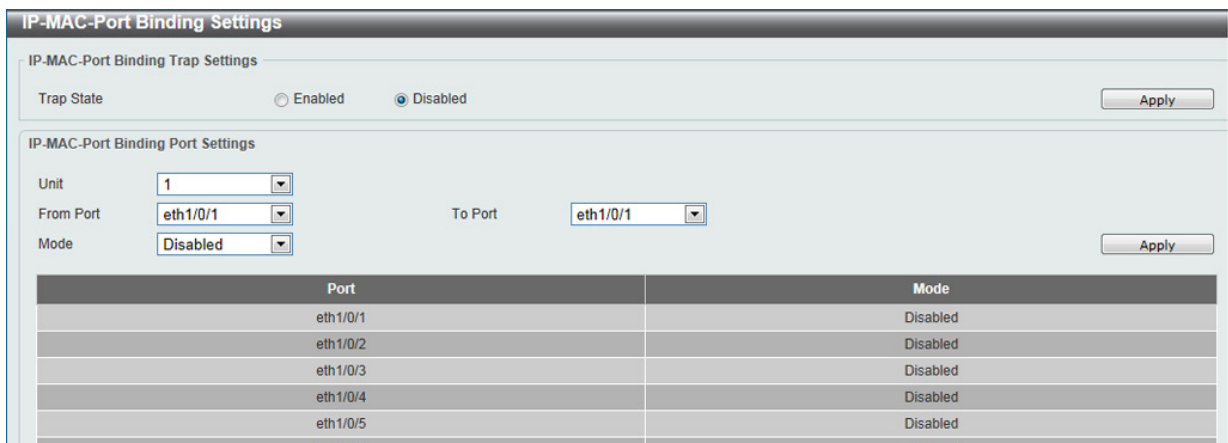 IP-MAC-Port Binding Settings
IP-MAC-Port Binding Trap Settings
Trap State Enabled Disabled Apply
IP-MAC-Port Binding Port Settings
Unit 1
From Port eth1/0/1 To Port eth1/0/1
Mode Disabled Apply
Port Mode
eth1/0/1 Disabled
eth1/0/2 Disabled
eth1/0/3 Disabled
eth1/0/4 Disabled
eth1/0/5 Disabled